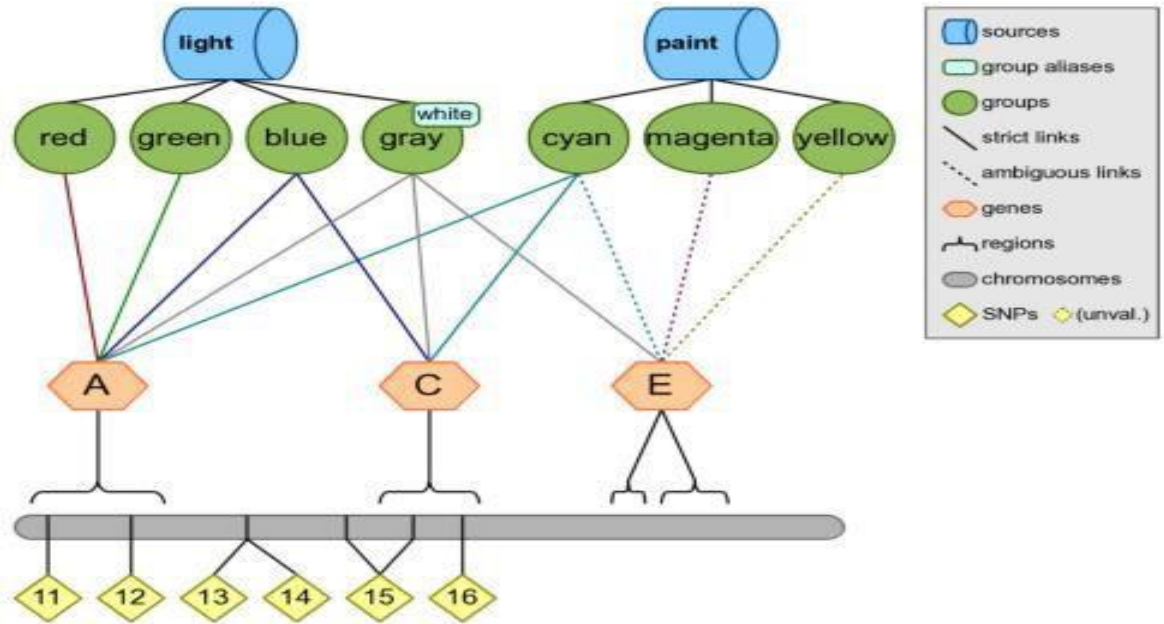 light
paint
white
red
green
blue
gray
cyan
magenta
yellow
A
C
E
11
12
13
14
15
16
sources
group aliases
groups
strict links
ambiguous links
genes
regions
chromosomes
SNPs
(unval.)